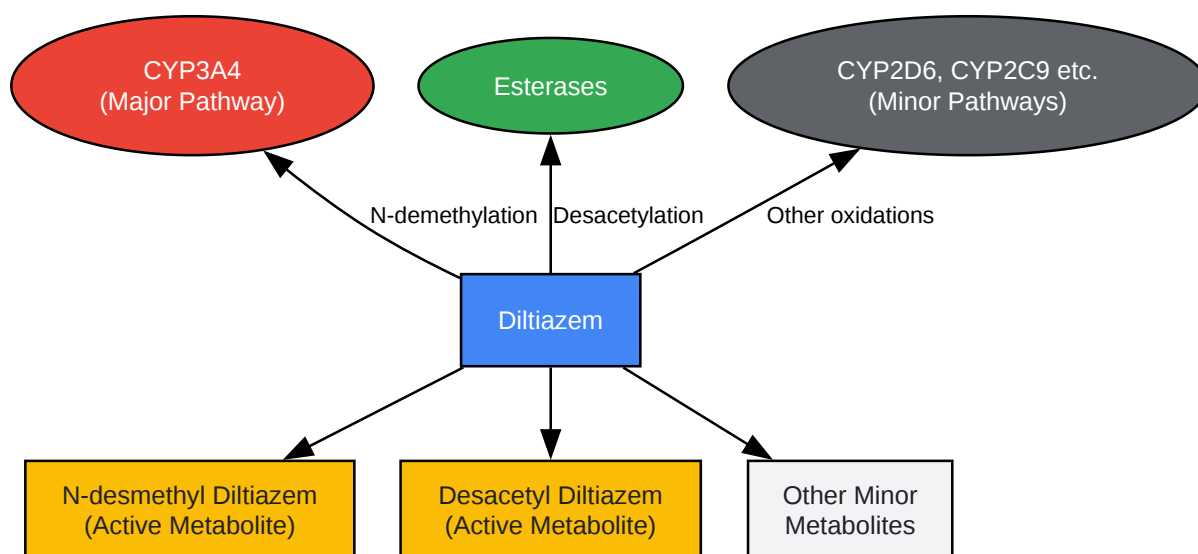 CYP3A4
(Major Pathway)
Esterases
CYP2D6, CYP2C9 etc.
(Minor Pathways)
N-demethylation
Desacetylation
Other oxidations
Diltiazem
N-desmethyl Diltiazem
(Active Metabolite)
Desacetyl Diltiazem
(Active Metabolite)
Other Minor
Metabolites